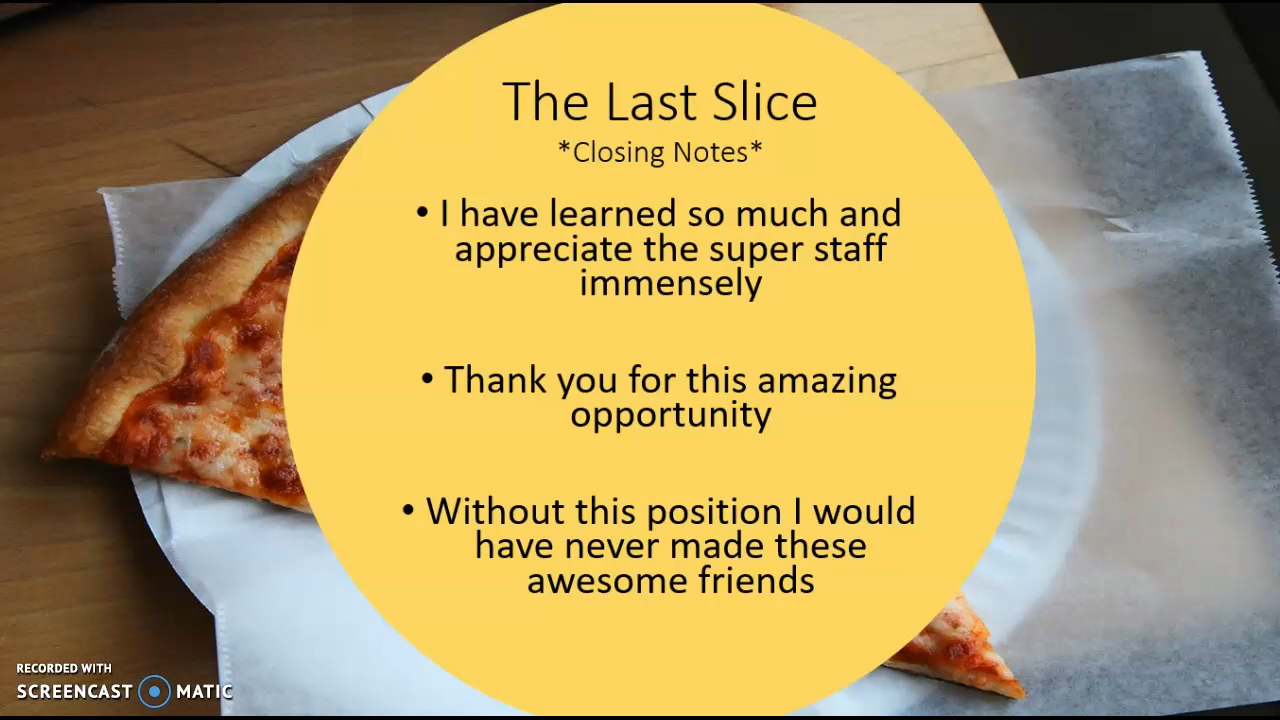 The Last Slice
*Closing Notes*
• I have learned so much and
appreciate the super staff
immensely
• Thank you for this amazing
opportunity
• Without this position I would
have never made these
awesome friends
RECORDED WITH
SCREENCAST MATIC